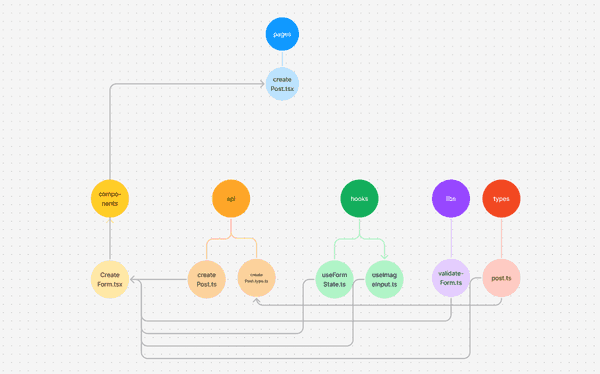 pages
create
Post.tsx
compo-
nents
api
hooks
libs
types
Create
Form.tsx
create
Post.ts
create
Post.type.ts
useForm
State.ts
useImag
eInput.ts
validate-
Form.ts
post.ts